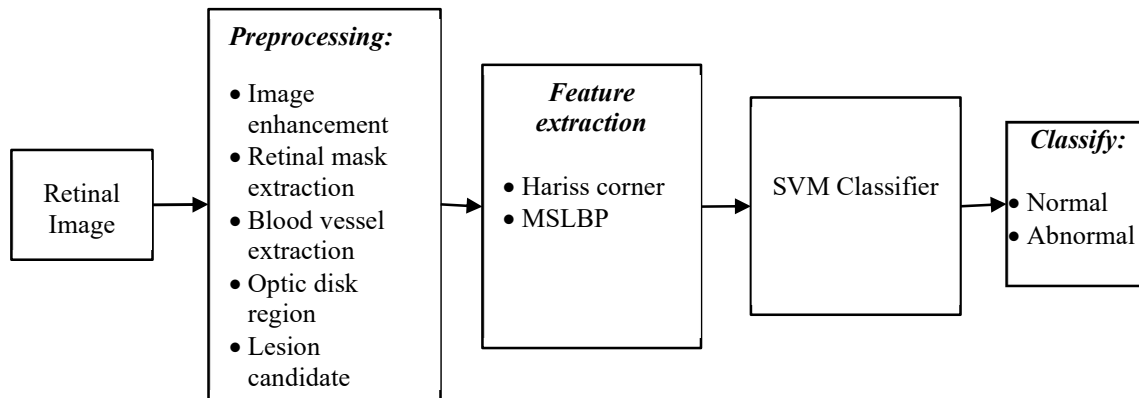 Retinal
Image
Preprocessing:
• Image
enhancement
• Retinal mask
extraction
• Blood vessel
extraction
• Optic disk
region
• Lesion
candidate
Feature
extraction
• Hariss corner
• MSLBP
SVM Classifier
Classify:
• Normal
• Abnormal